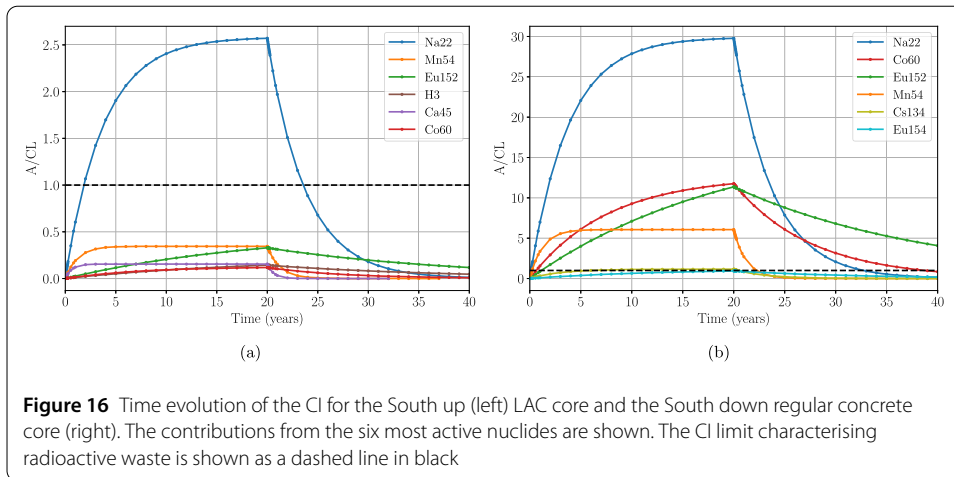 2.5
2.0
1.5
1.0
0.5
0.0
A/CL
0
5
10
15
20
25
30
35
40
Time (years)
Na22
Mn54
Eu152
H3
Ca45
Co60
(a)
30
25
20
15
10
5
0
A/CL
0
5
10
15
20
25
30
35
40
Time (years)
Na22
Co60
Eu152
Mn54
Cs134
Eu154
(b)
Figure 16 Time evolution of the CI for the South up (left) LAC core and the South down regular concrete
core (right). The contributions from the six most active nuclides are shown. The CI limit characterising
radioactive waste is shown as a dashed line in black